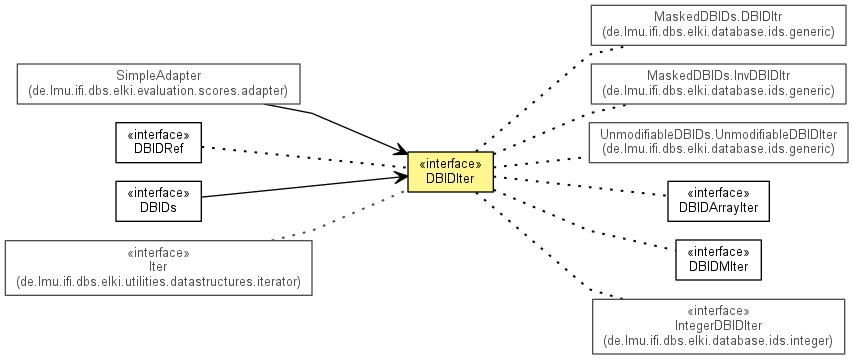 SimpleAdapter
(de.lmu.ifi.dbs.elki.evaluation.scores.adapter)
«interface»
DBIDRef
«interface»
DBIDs
«interface»
Iter
(de.lmu.ifi.dbs.elki.utilities.datastructures.iterator)
«interface»
DBIDIter
MaskedDBIDs.DBIDItr
(de.lmu.ifi.dbs.elki.database.ids.generic)
MaskedDBIDs.InvDBIDItr
(de.lmu.ifi.dbs.elki.database.ids.generic)
UnmodifiableDBIDs.UnmodifiableDBIDIter
(de.lmu.ifi.dbs.elki.database.ids.generic)
«interface»
DBIDArrayIter
«interface»
DBIDMIter
«interface»
IntegerDBIDIter
(de.lmu.ifi.dbs.elki.database.ids.integer)